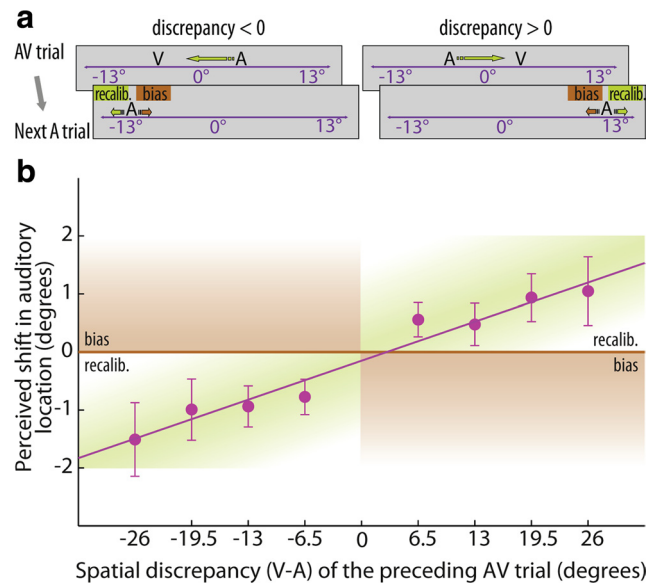 a
discrepancy < 0
discrepancy > 0
AV trial
V A
A V
-13° 0° 13°
-13° 0° 13°
recalib. bias
bias recalib.
A
A
Next A trial
-13° 0° 13°
-13° 0° 13°
b
Perceived shift in auditory
location (degrees)
2
1
0
-1
-2
bias
recalib.
recalib.
bias
-26 -19.5 -13 -6.5 0 6.5 13 19.5 26
Spatial discrepancy (V-A) of the preceding AV trial (degrees)